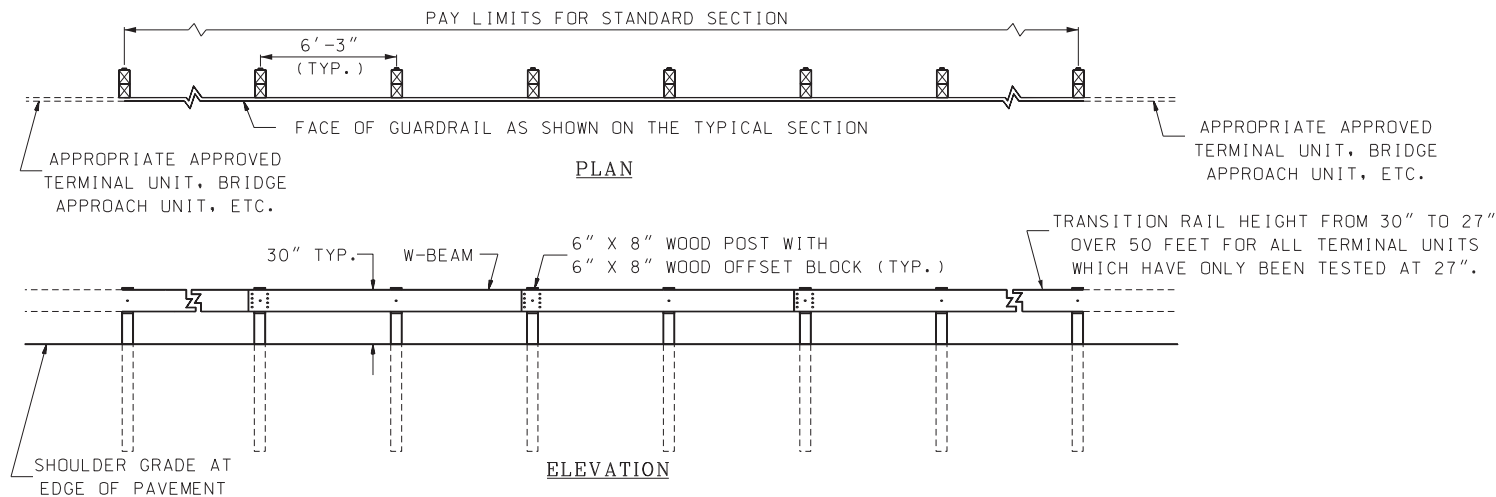 PAY LIMITS FOR STANDARD SECTION
6'-3"
(TYP.)
FACE OF GUARDRAIL AS SHOWN ON THE TYPICAL SECTION
APPROPRIATE APPROVED
TERMINAL UNIT, BRIDGE
APPROACH UNIT, ETC.
APPROPRIATE APPROVED
TERMINAL UNIT, BRIDGE
APPROACH UNIT, ETC.
PLAN
30" TYP.
W-BEAM
6" X 8" WOOD POST WITH
6" X 8" WOOD OFFSET BLOCK (TYP.)
TRANSITION RAIL HEIGHT FROM 30" TO 27"
OVER 50 FEET FOR ALL TERMINAL UNITS
WHICH HAVE ONLY BEEN TESTED AT 27".
SHOULDER GRADE AT
EDGE OF PAVEMENT
ELEVATION